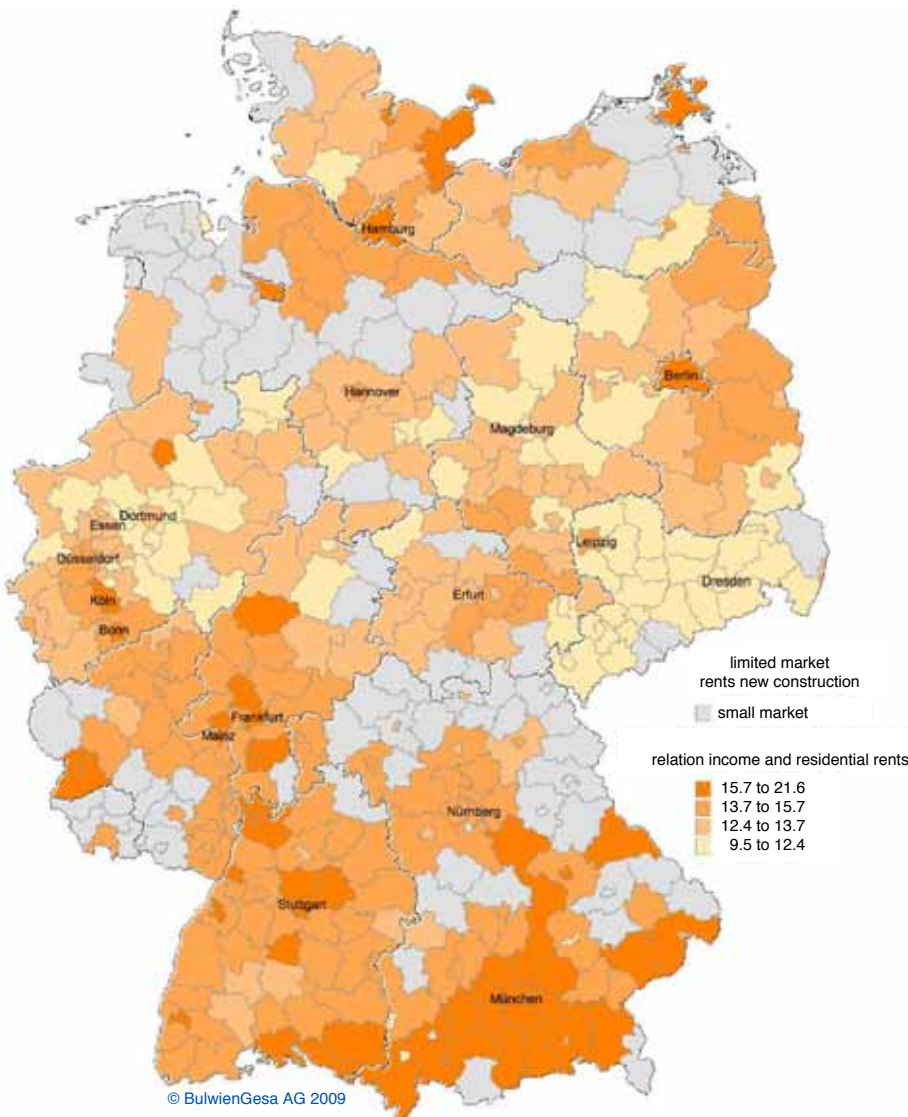 Hamburg
Berlin
Hannover
Magdeburg
Dortmund
Essen
Düsseldorf
Leipzig
Dresden
Köln
Erfurt
Bonn
limited market
rents new construction
small market
Frankfurt
Mainz
relation income and residential rents
15.7 to 21.6
13.7 to 15.7
12.4 to 13.7
9.5 to 12.4
Nürnberg
Stuttgart
München
© BulwienGesa AG 2009